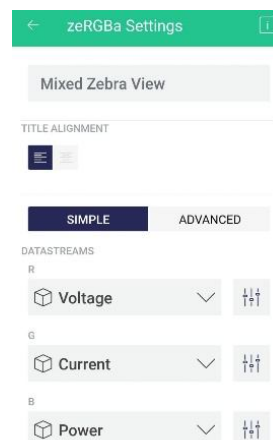 zeRGBa Settings
Mixed Zebra View
TITLE ALIGNMENT
SIMPLE ADVANCED
DATASTREAMS
R
Voltage
G
Current
B
Power